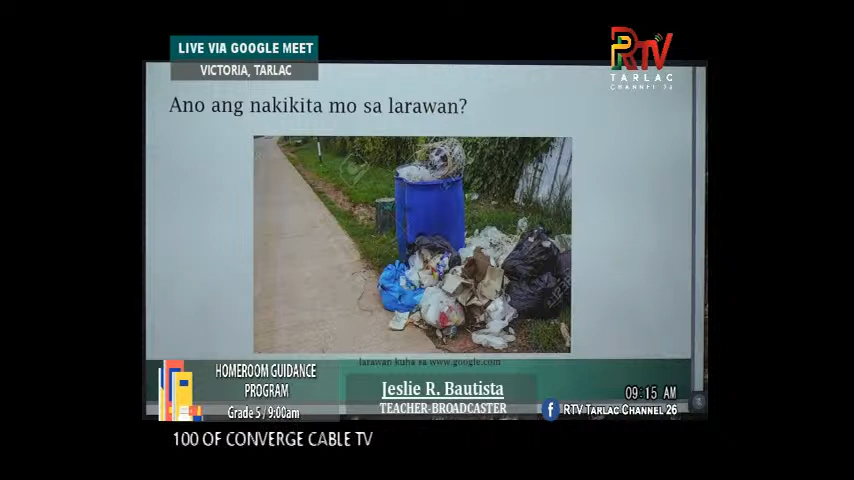 LIVE VIA GOOGLE MEET
VICTORIA, TARLAC
RTV
TARLAC
CHANNEL 26
Ano ang nakikita mo sa larawan?
larawan kuha sa www.google.com
HOMEROOM GUIDANCE
PROGRAM
Grade 5 / 9:00am
Jeslie R. Bautista
TEACHER-BROADCASTER
09:15 AM
f RTV TARLAC CHANNEL 26
100 OF CONVERGE CABLE TV